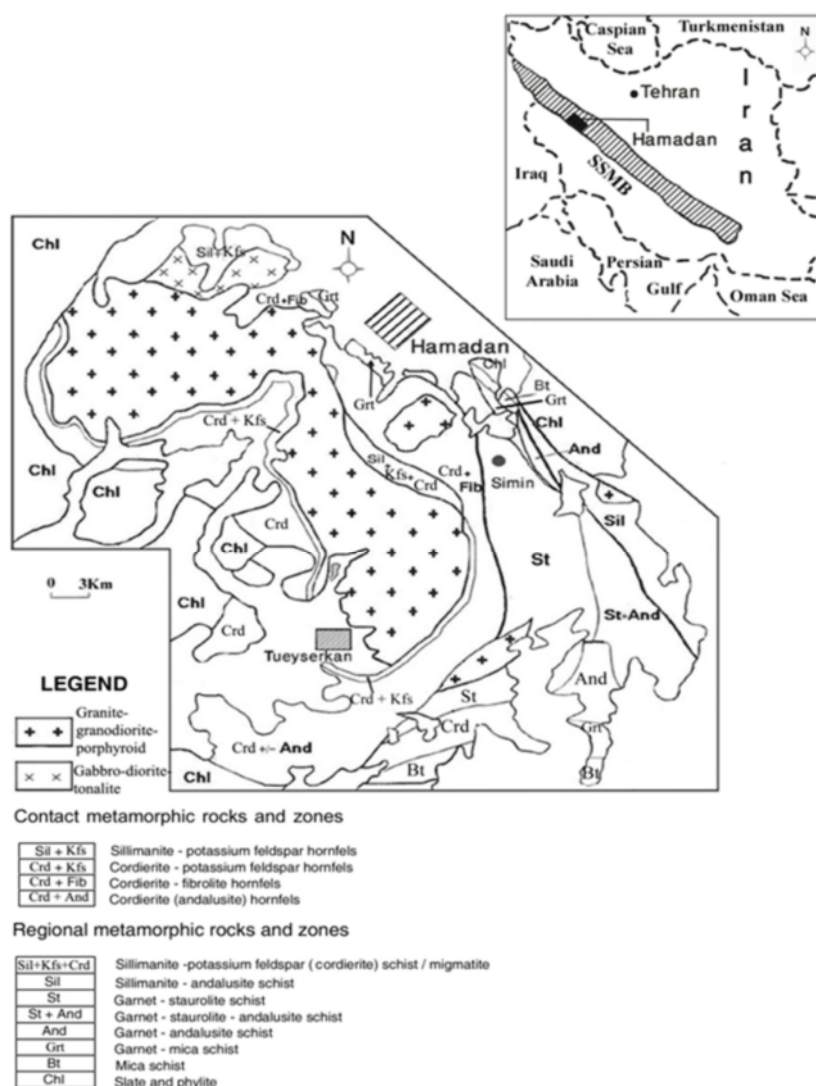 Caspian
Sea
Turkmenistan
N
Tehran
Iran
Hamadan
Iraq
SSMB
Saudi
Arabia
Persian
Gulf
Oman Sea
Chl
Sil+Kfs
N
Crd+Fib
Grt
Hamadan
Chl
Bt
Grt
Grt
Chl
Crd + Kfs
And
Sil
+
Kfs+
Crd
Crd+
Fib
Simin
Chl
Chl
Crd
Sil
Chl
St
0 3Km
Chl
Crd
St+And
Tueyserkan
And
LEGEND
Crd + Kfs
St
Granite-
granodiorite-
porphyroid
Crd
Grt
Crd +/- And
Bt
Bt
Gabbro-diorite-
tonalite
Chl
Contact metamorphic rocks and zones
Sil + Kfs Sillimanite - potassium feldspar hornfels
Crd + Kfs Cordierite - potassium feldspar hornfels
Crd + Fib Cordierite - fibrolite hornfels
Crd + And Cordierite (andalusite) hornfels
Regional metamorphic rocks and zones
Sil+Kfs+Crd Sillimanite -potassium feldspar ( cordierite) schist / migmatite
Sil Sillimanite - andalusite schist
St Garnet - staurolite schist
St + And Garnet - staurolite - andalusite schist
And Garnet - andalusite schist
Grt Garnet - mica schist
Bt Mica schist
Chl Slate and phylite